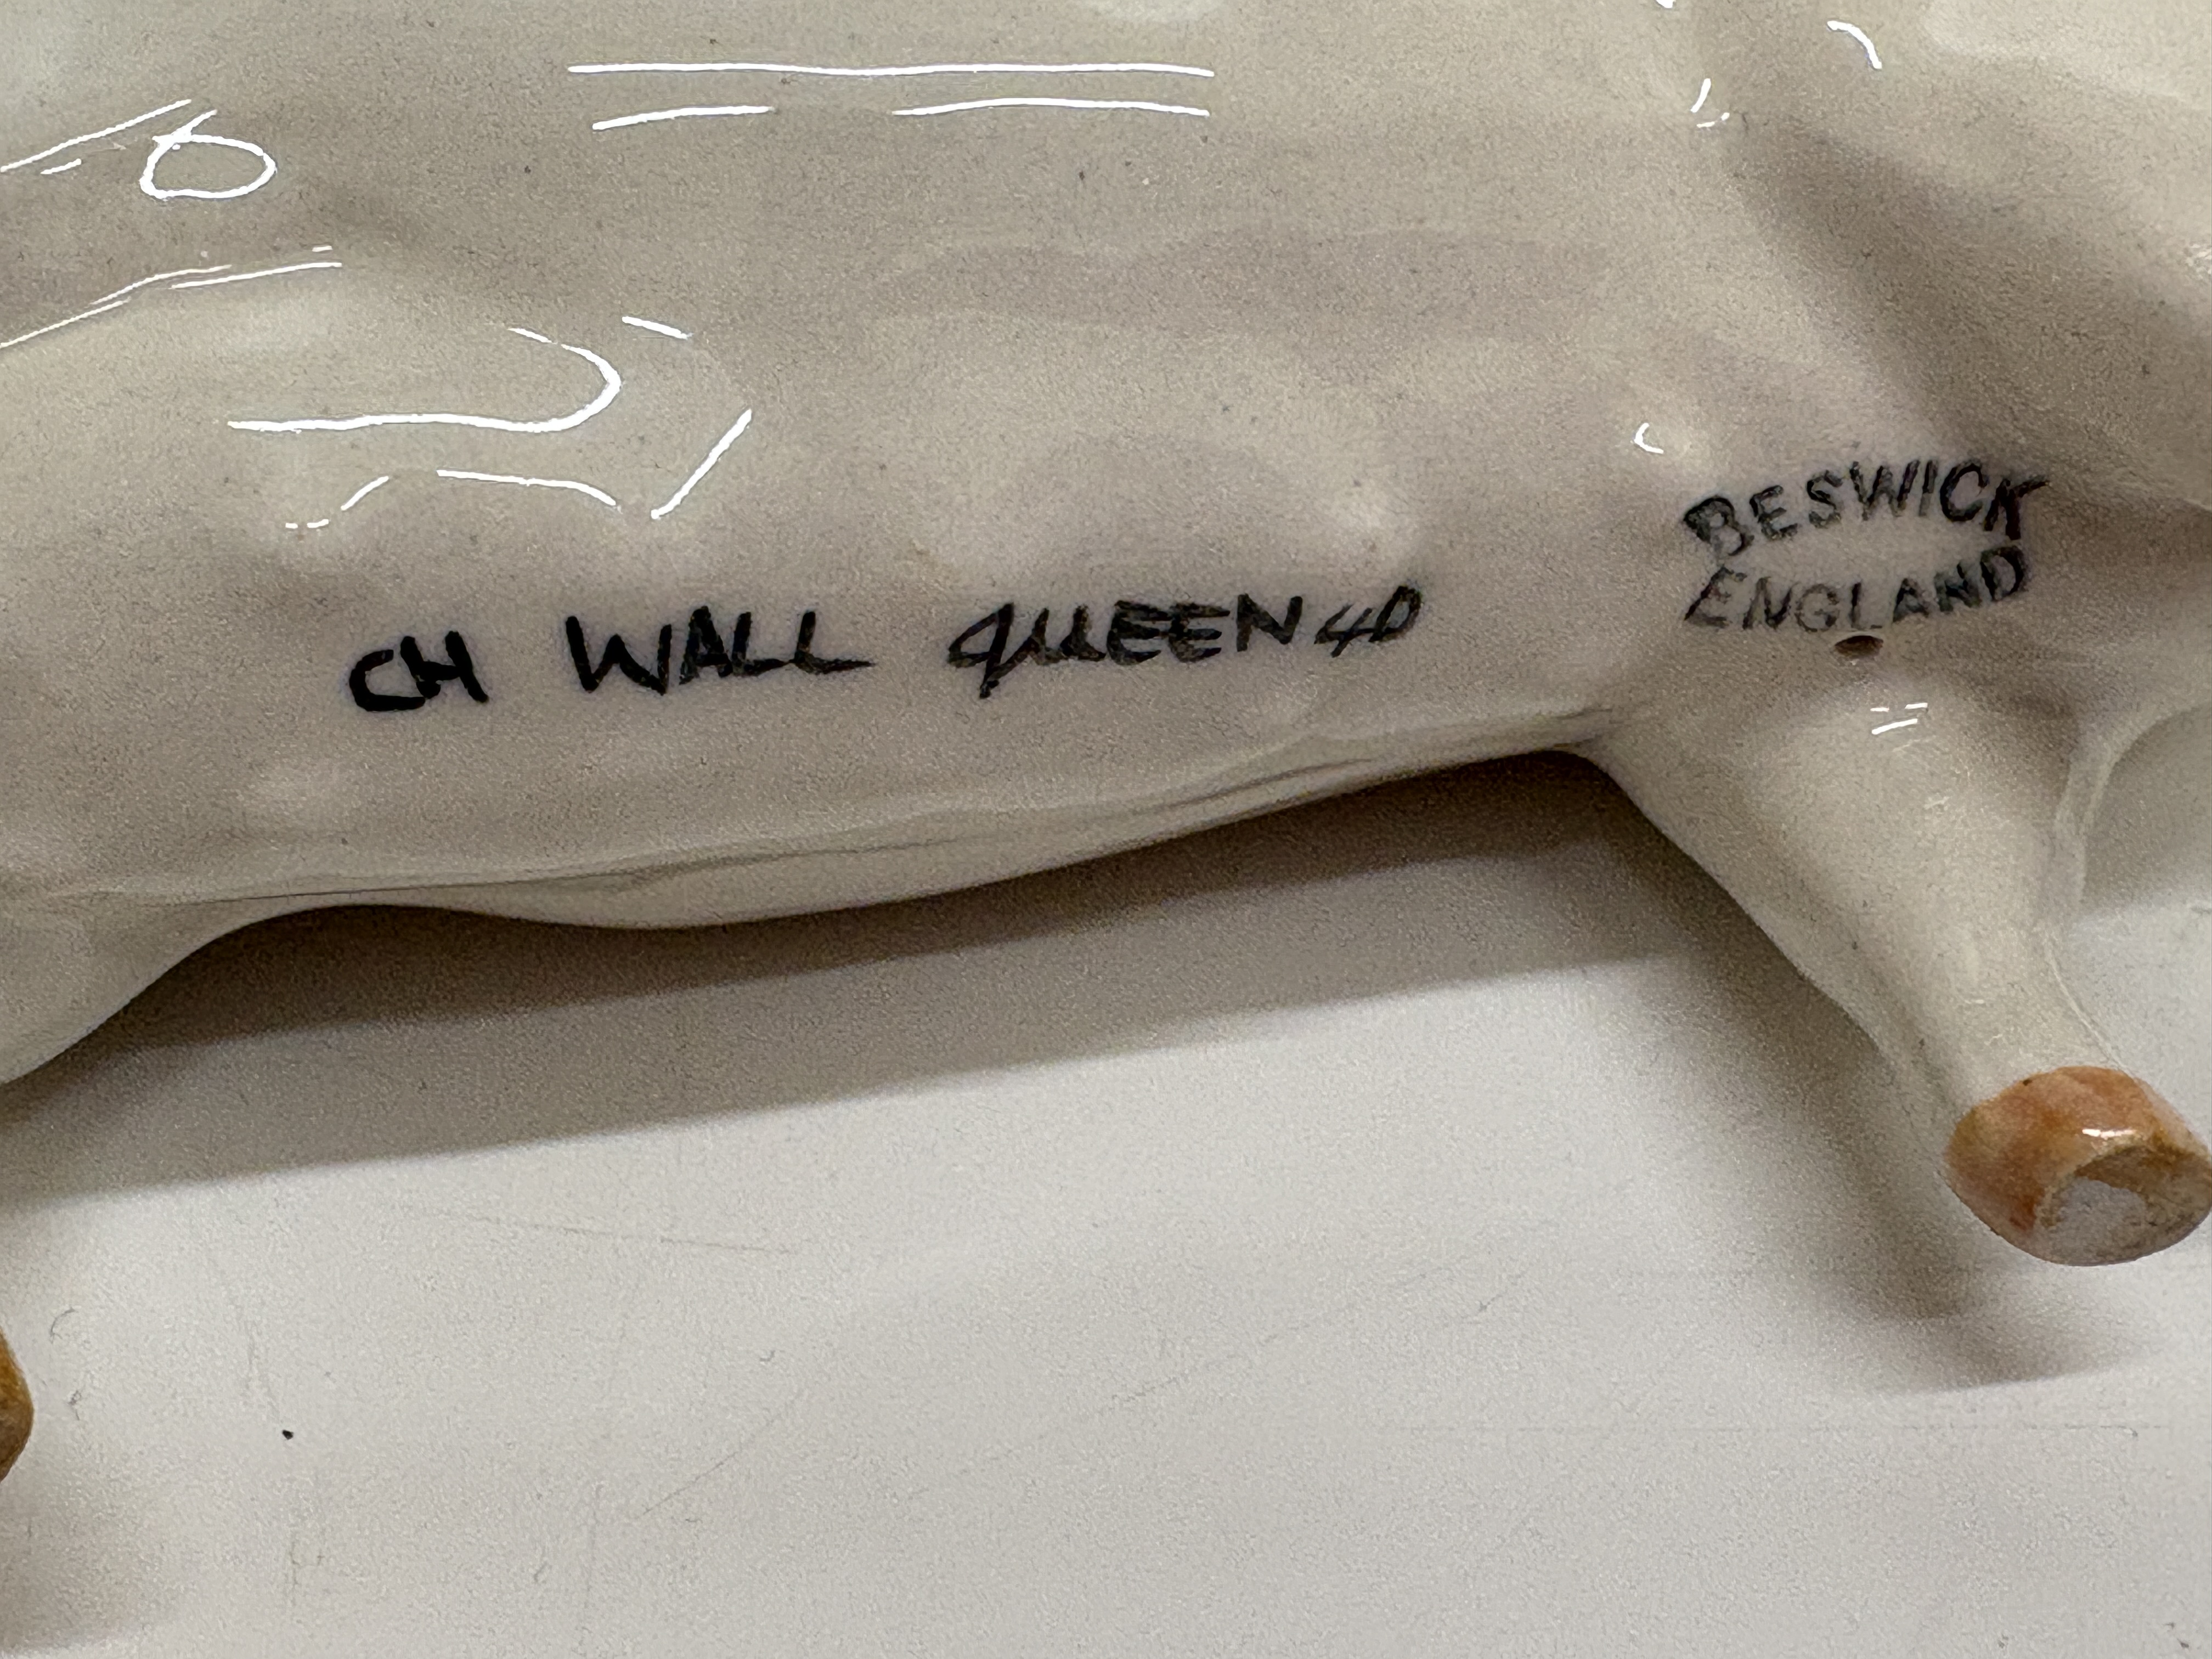 CH WALL QUEEN 40
BESWICK
ENGLAND